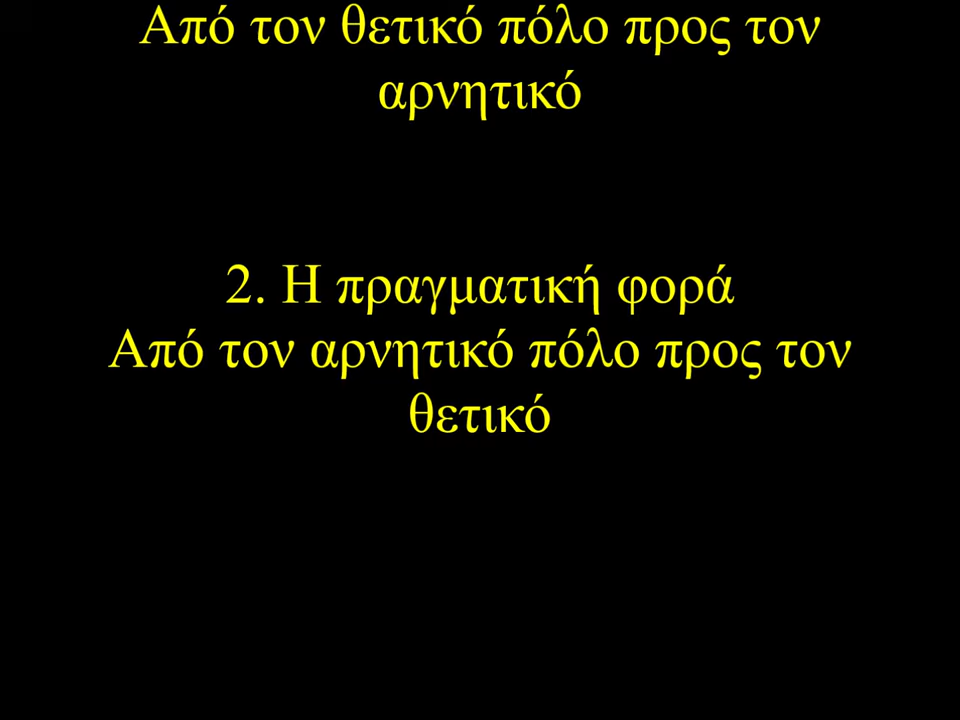 Από τον θετικό πόλο προς τον
αρνητικό
2. Η πραγματική φορά
Από τον αρνητικό πόλο προς τον
θετικό